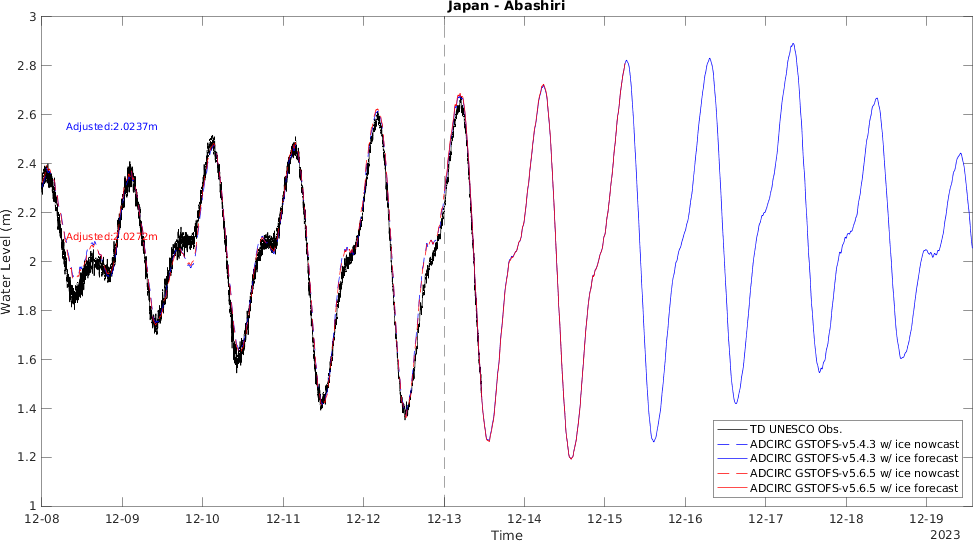 Japan - Abashiri
3
2.8
2.6
2.4
2.2
2
1.8
1.6
1.4
1.2
1
Water Level (m)
Adjusted:2.0237m
Adjusted:2.0272m
TD UNESCO Obs.
ADCIRC GSTOFS-v5.4.3 w/ ice nowcast
ADCIRC GSTOFS-v5.4.3 w/ ice forecast
ADCIRC GSTOFS-v5.6.5 w/ ice nowcast
ADCIRC GSTOFS-v5.6.5 w/ ice forecast
12-08 12-09 12-10 12-11 12-12 12-13 12-14 12-15 12-16 12-17 12-18 12-19
Time
2023